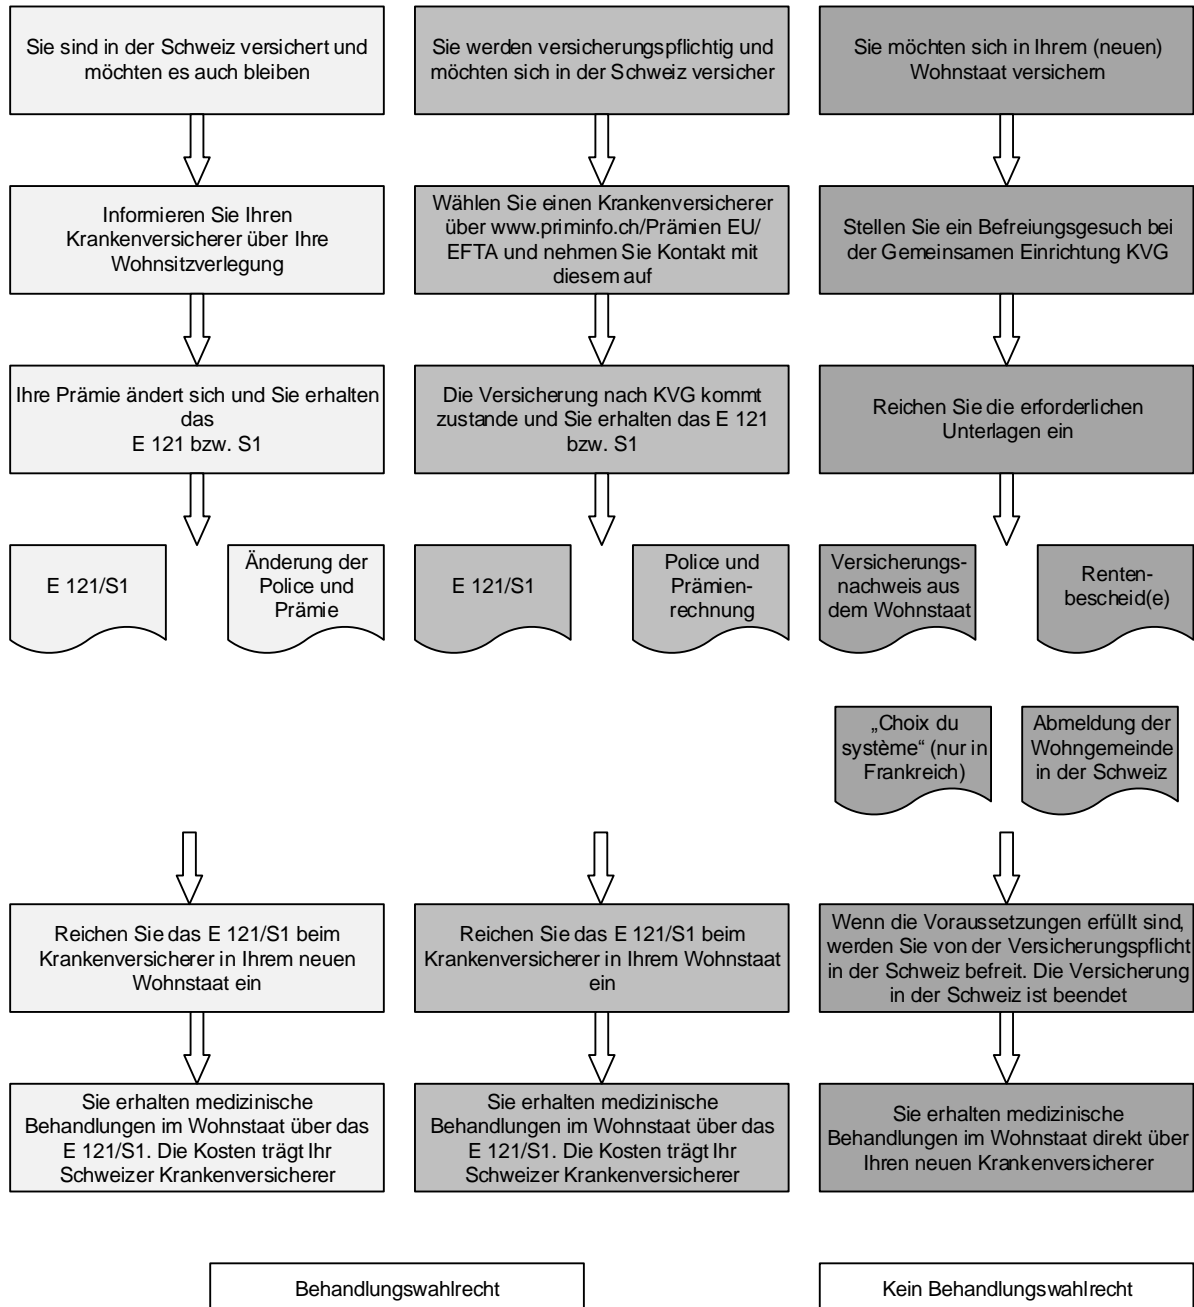 Sie sind in der Schweiz versichert und
möchten es auch bleiben
Informieren Sie Ihren
Krankenversicherer über Ihre
Wohnsitzverlegung
Ihre Prämie ändert sich und Sie erhalten
das
E 121 bzw. S1
E 121/S1
Änderung der
Police und
Prämie
Reichen Sie das E 121/S1 beim
Krankenversicherer in Ihrem neuen
Wohnstaat ein
Sie erhalten medizinische
Behandlungen im Wohnstaat über das
E 121/S1. Die Kosten trägt Ihr
Schweizer Krankenversicherer
Sie werden versicherungspflichtig und
möchten sich in der Schweiz versicher
Wählen Sie einen Krankenversicherer
über www.priminfo.ch/Prämien EU/
EFTA und nehmen Sie Kontakt mit
diesem auf
Die Versicherung nach KVG kommt
zustande und Sie erhalten das E 121
bzw. S1
E 121/S1
Police und
Prämien-
rechnung
Reichen Sie das E 121/S1 beim
Krankenversicherer in Ihrem Wohnstaat
ein
Sie erhalten medizinische
Behandlungen im Wohnstaat über das
E 121/S1. Die Kosten trägt Ihr
Schweizer Krankenversicherer
Sie möchten sich in Ihrem (neuen)
Wohnstaat versichern
Stellen Sie ein Befreiungsgesuch bei
der Gemeinsamen Einrichtung KVG
Reichen Sie die erforderlichen
Unterlagen ein
Versicherungs-
nachweis aus
dem Wohnstaat
Renten-
bescheid(e)
„Choix du
système“ (nur in
Frankreich)
Abmeldung der
Wohngemeinde
in der Schweiz
Wenn die Voraussetzungen erfüllt sind,
werden Sie von der Versicherungspflicht
in der Schweiz befreit. Die Versicherung
in der Schweiz ist beendet
Sie erhalten medizinische
Behandlungen im Wohnstaat direkt über
Ihren neuen Krankenversicherer
Behandlungswahlrecht
Kein Behandlungswahlrecht